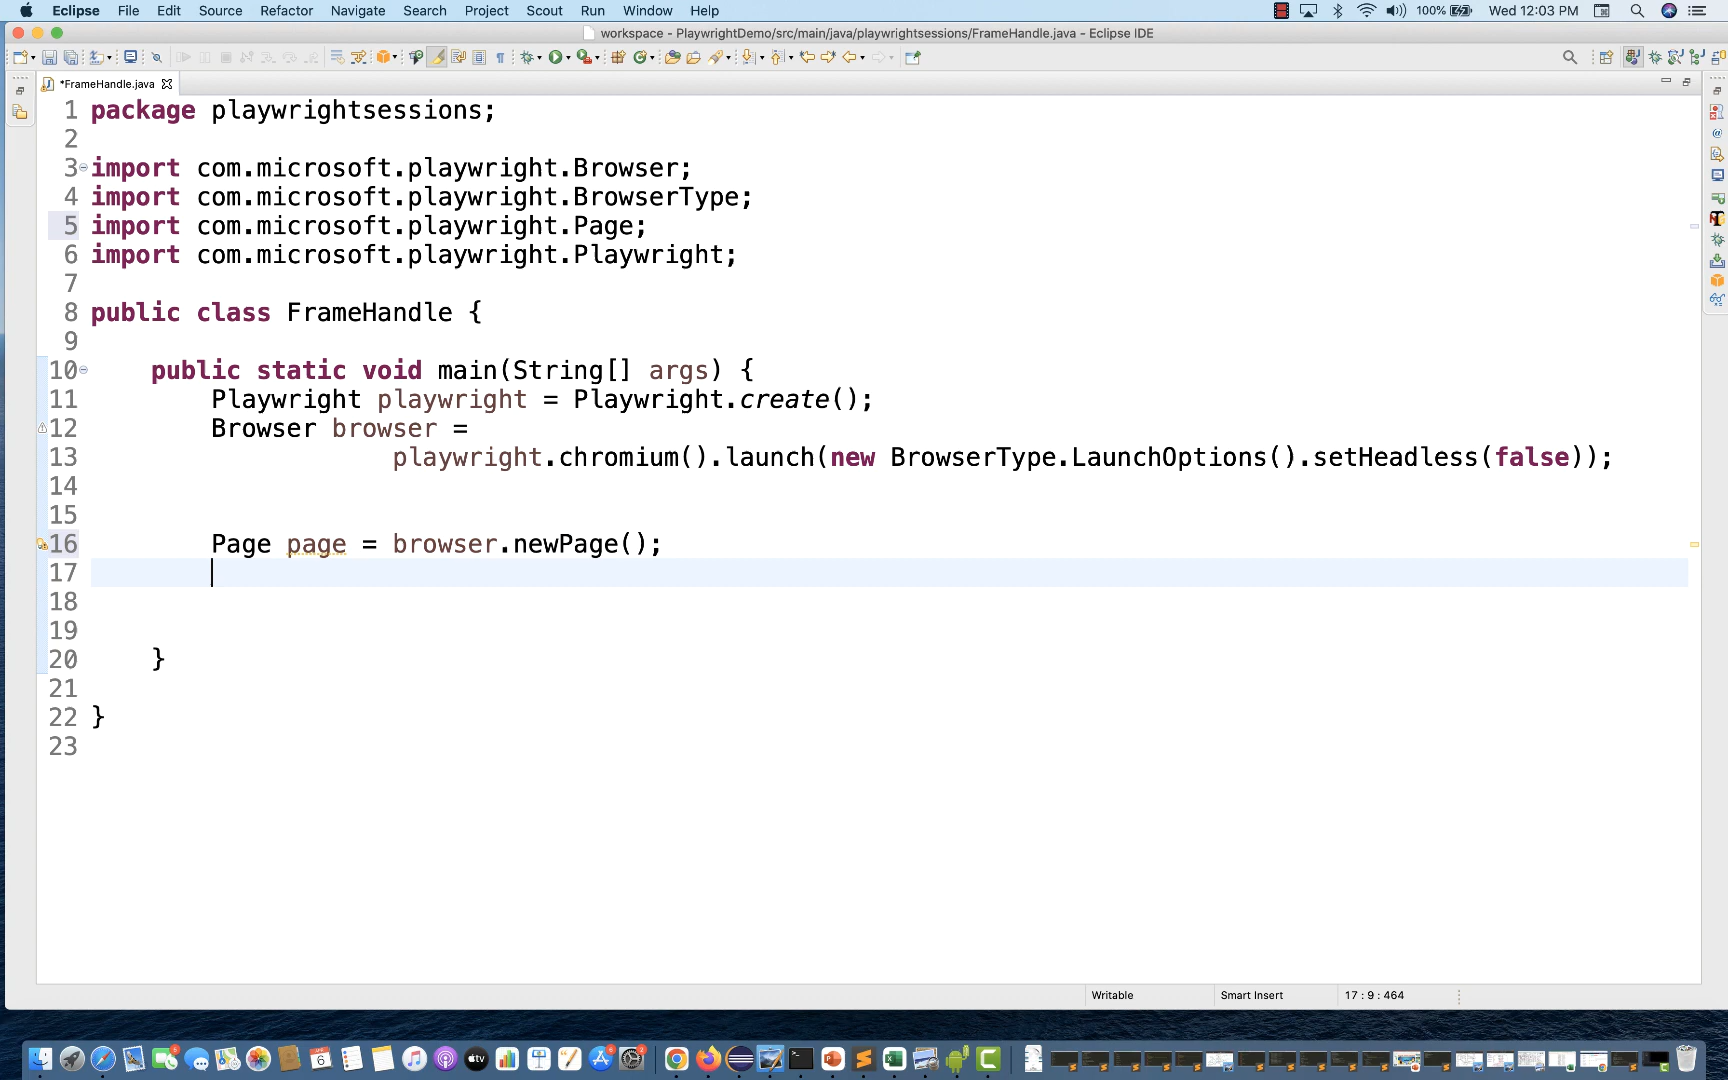 Eclipse File Edit Source Refactor Navigate Search Project Scout Run Window Help 100% Wed 12:03 PM
workspace - PlaywrightDemo/src/main/java/playwrightsessions/FrameHandle.java - Eclipse IDE
*FrameHandle.java
1 package playwrightsessions;
2
3 import com.microsoft.playwright.Browser;
4 import com.microsoft.playwright.BrowserType;
5 import com.microsoft.playwright.Page;
6 import com.microsoft.playwright.Playwright;
7
8 public class FrameHandle {
9
10 public static void main(String[] args) {
11 Playwright playwright = Playwright.create();
12 Browser browser =
13 playwright.chromium().launch(new BrowserType.LaunchOptions().setHeadless(false));
14
15
16 Page page = browser.newPage();
17
18
19
20 }
21
22 }
23
Writable Smart Insert 17 : 9 : 464